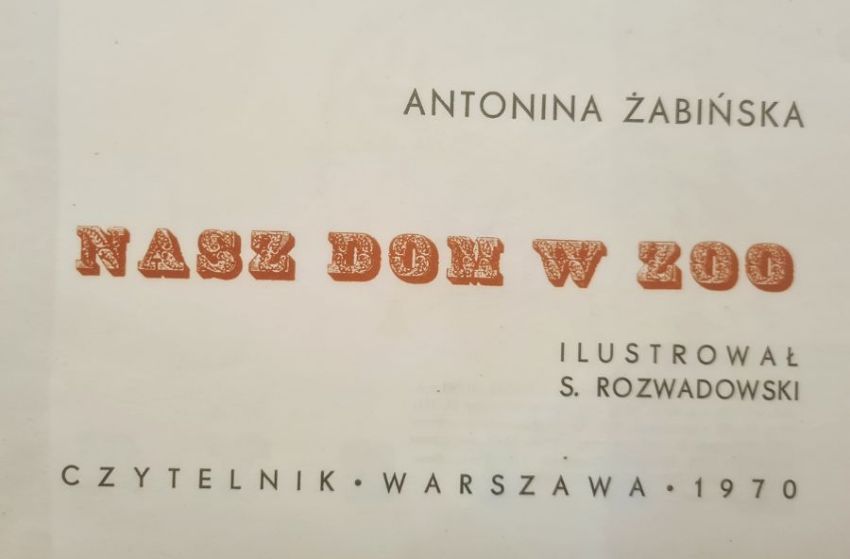 ANTONINA ŻABIŃSKA
NASZ DOM W ZOO
ILUSTROWAŁ
S. ROZWADOWSKI
CZYTELNIK • WARSZAWA • 1970